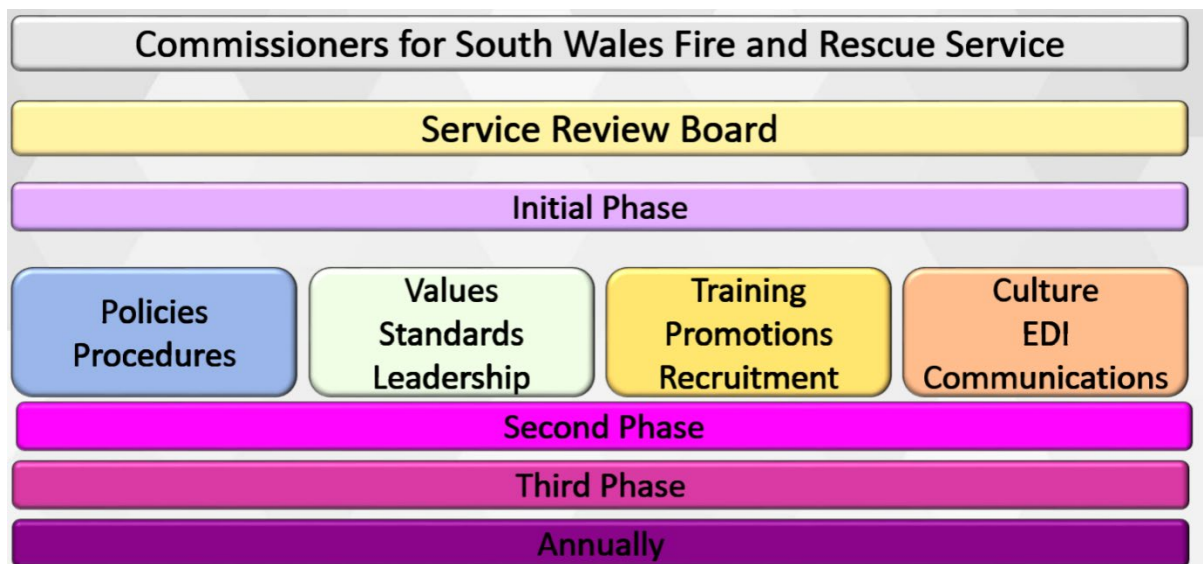 Commissioners for South Wales Fire and Rescue Service
Service Review Board
Initial Phase
Policies
Procedures
Values
Standards
Leadership
Training
Promotions
Recruitment
Culture
EDI
Communications
Second Phase
Third Phase
Annually